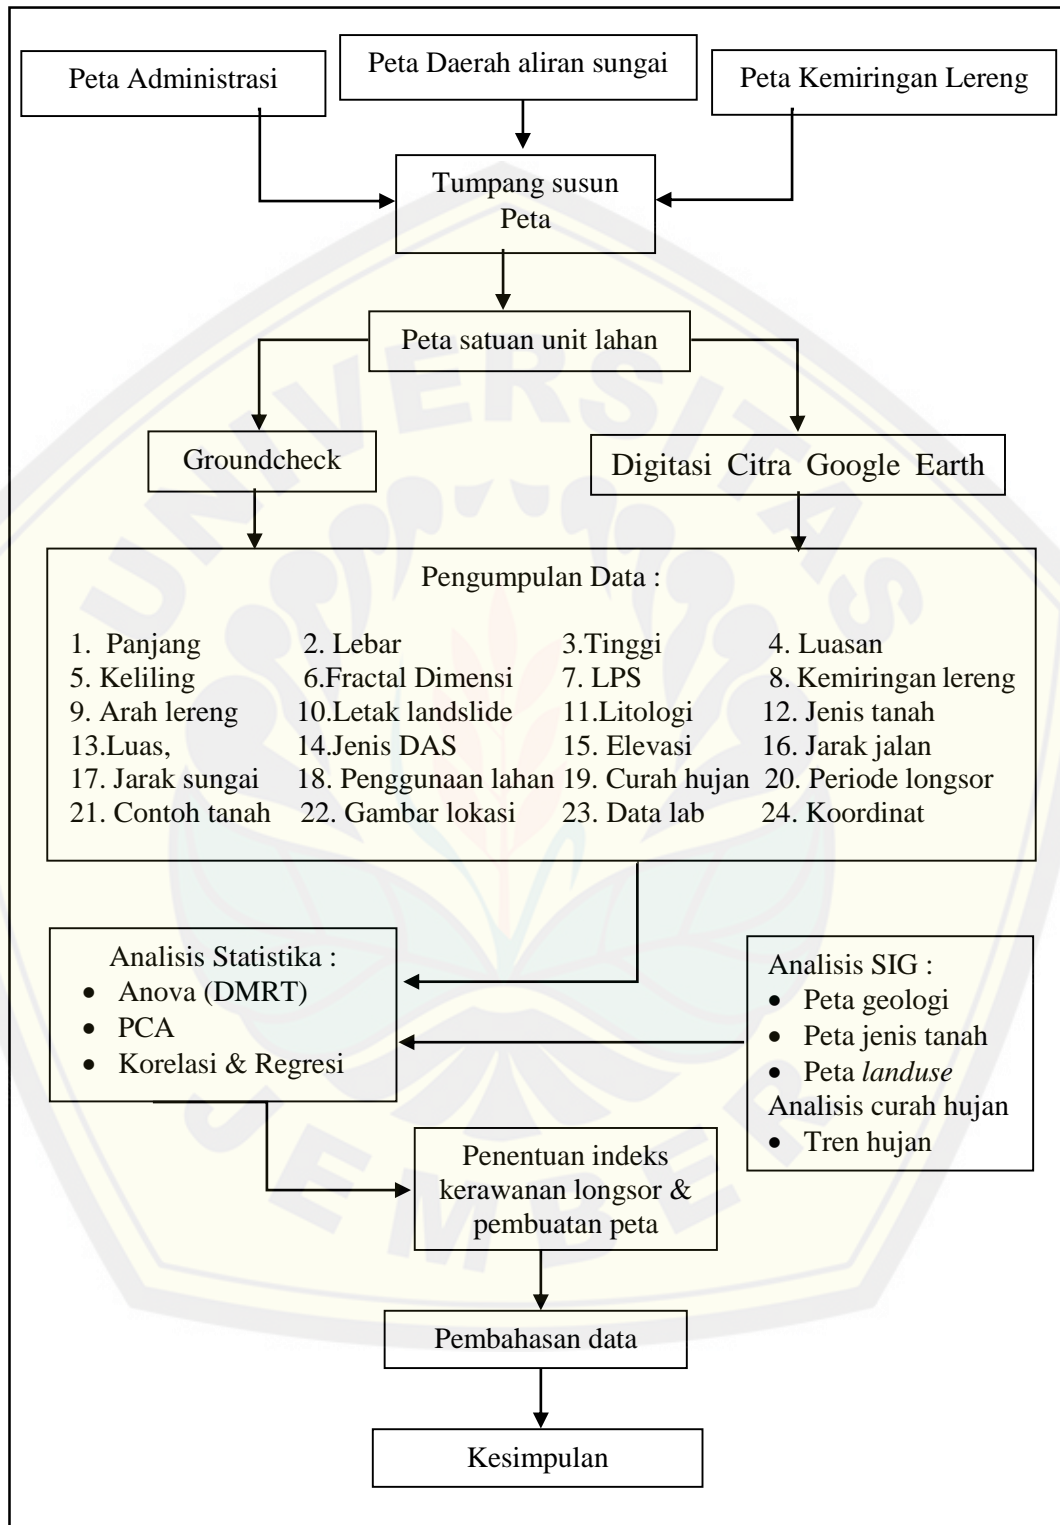 Peta Administrasi
Peta Daerah aliran sungai
Peta Kemiringan Lereng
Tumpang susun
Peta
Peta satuan unit lahan
Groundcheck
Digitasi Citra Google Earth
Pengumpulan Data :
1. Panjang 2. Lebar 3.Tinggi 4. Luasan
5. Keliling 6.Fractal Dimensi 7. LPS 8. Kemiringan lereng
9. Arah lereng 10.Letak landslide 11.Litologi 12. Jenis tanah
13.Luas, 14.Jenis DAS 15. Elevasi 16. Jarak jalan
17. Jarak sungai 18. Penggunaan lahan 19. Curah hujan 20. Periode longsor
21. Contoh tanah 22. Gambar lokasi 23. Data lab 24. Koordinat
Analisis Statistika :
• Anova (DMRT)
• PCA
• Korelasi & Regresi
Analisis SIG :
• Peta geologi
• Peta jenis tanah
• Peta landuse
Analisis curah hujan
• Tren hujan
Penentuan indeks
kerawanan longsor &
pembuatan peta
Pembahasan data
Kesimpulan
UNIVERSITAS
JEMBER